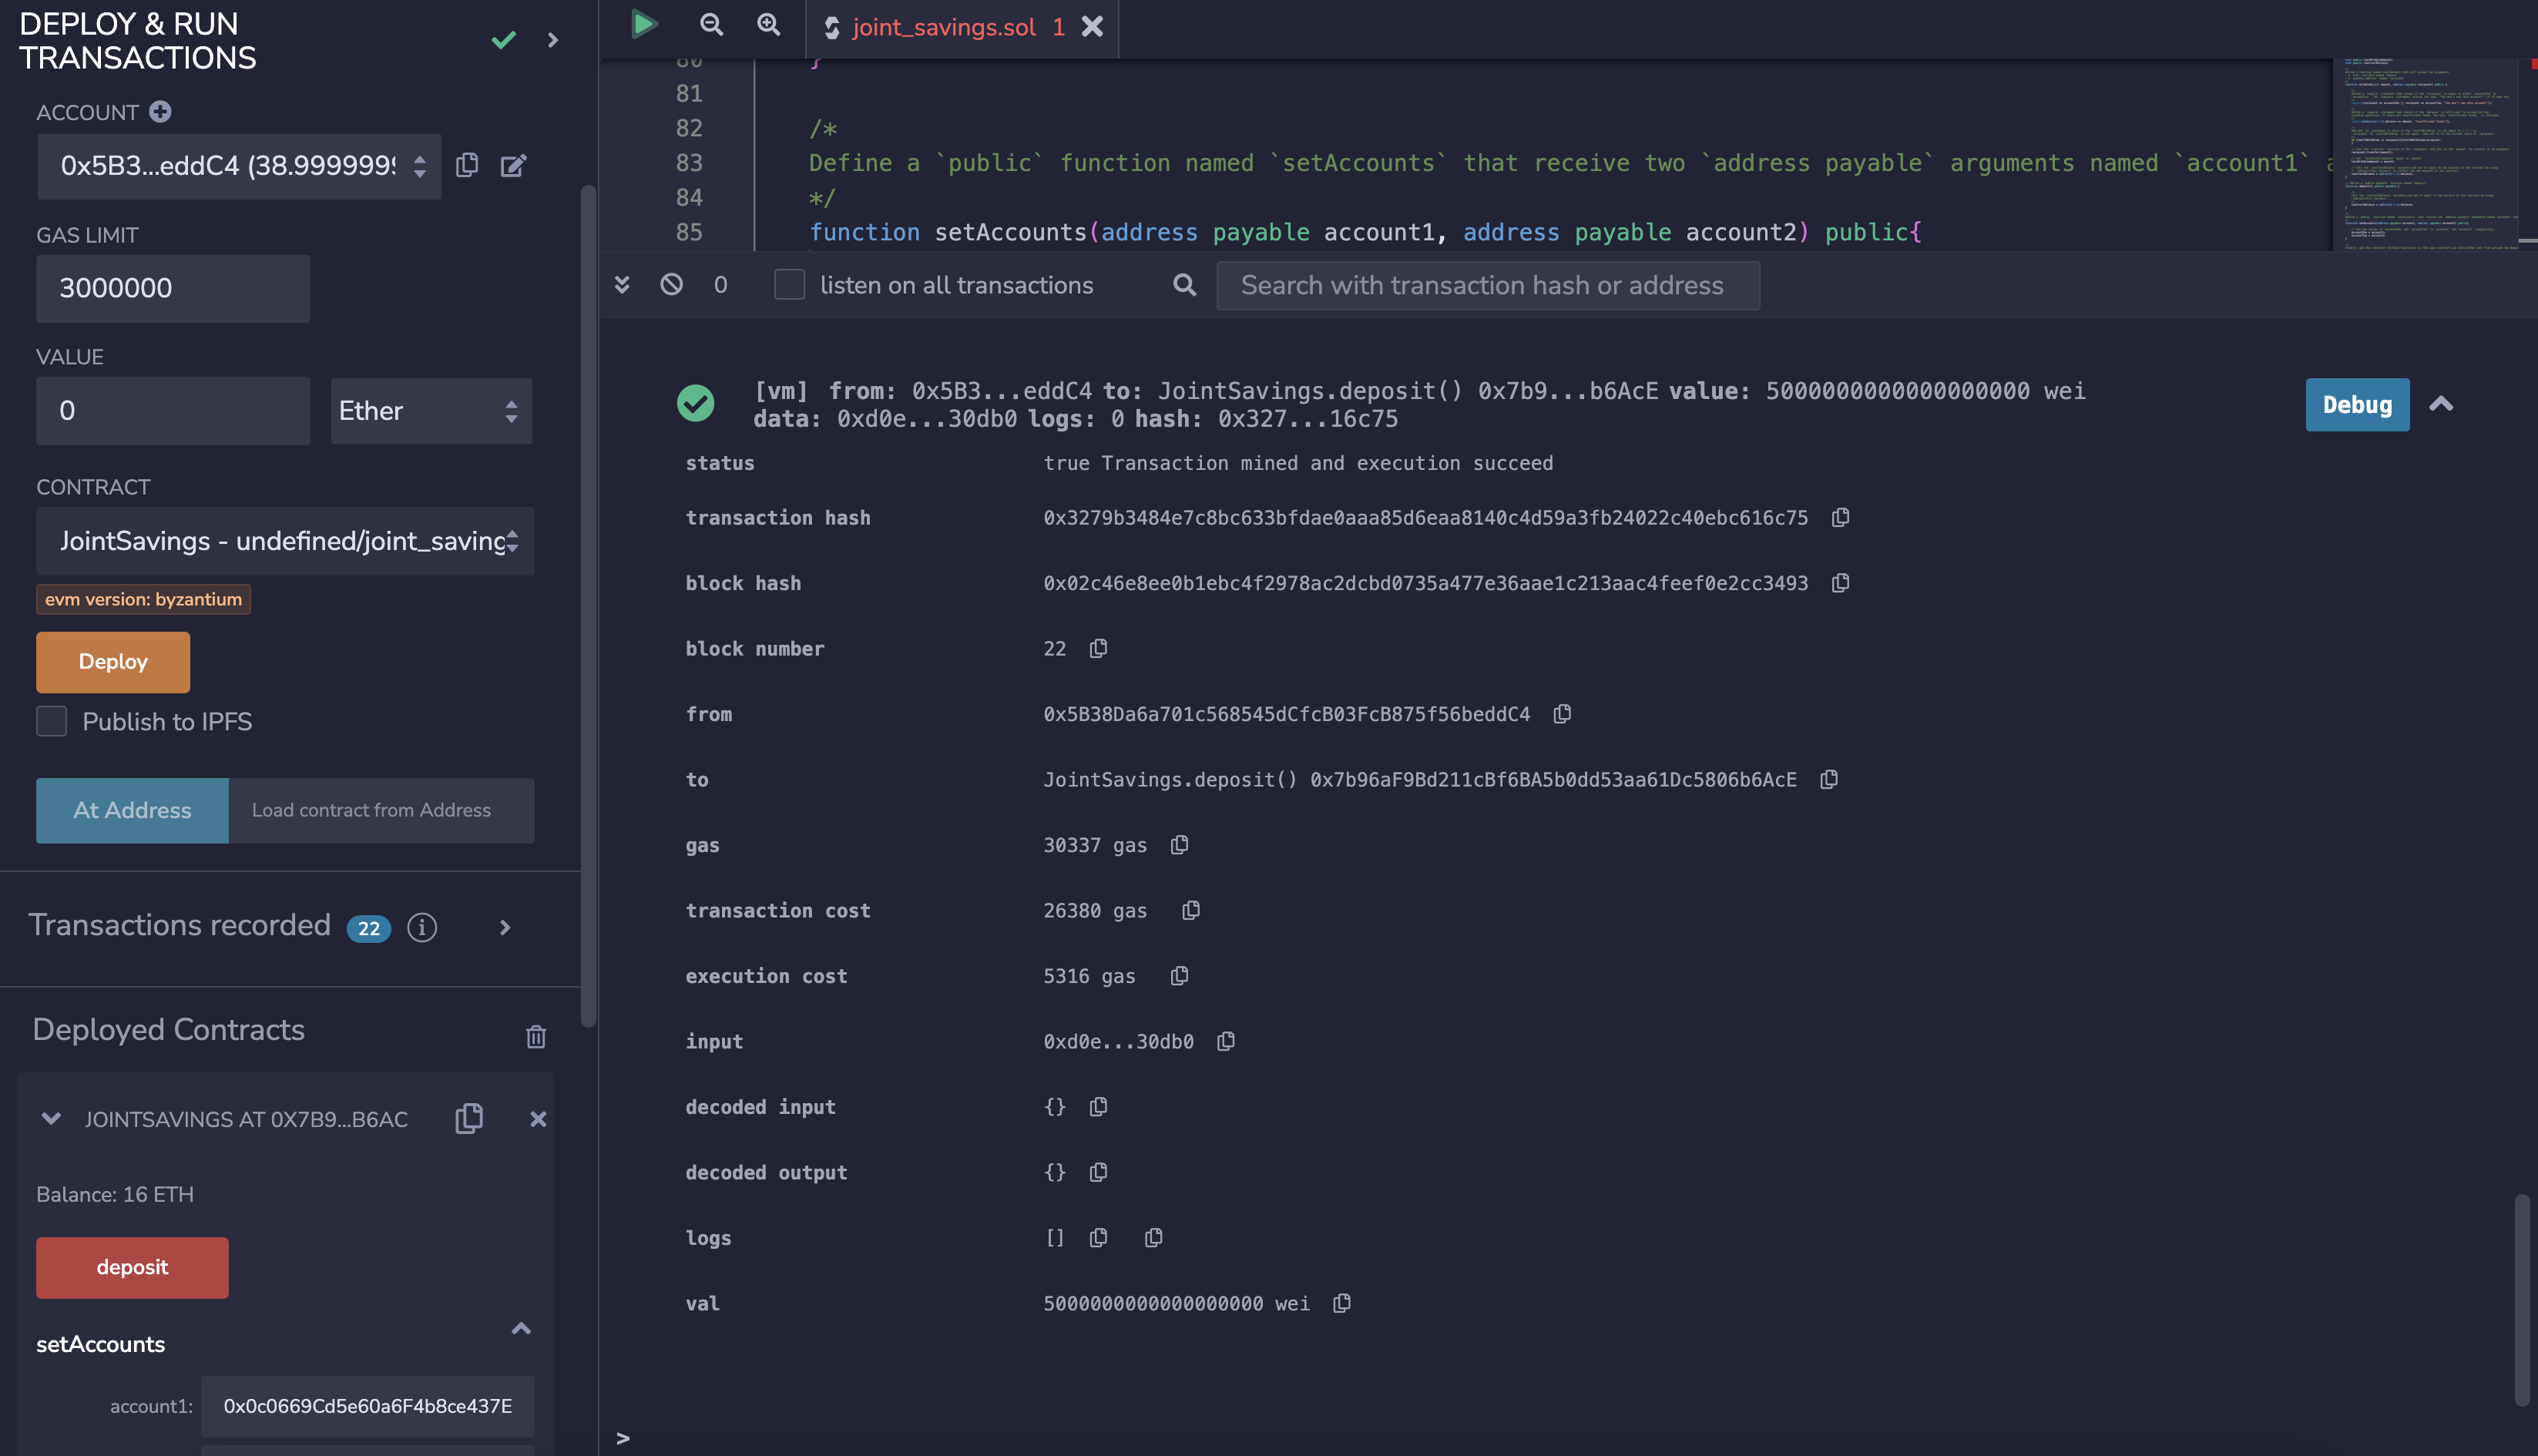 DEPLOY & RUN
TRANSACTIONS
ACCOUNT
0x5B3...eddC4 (38.9999999
GAS LIMIT
3000000
VALUE
0
Ether
CONTRACT
JointSavings - undefined/joint_saving
evm version: byzantium
Deploy
Publish to IPFS
At Address
Load contract from Address
Transactions recorded 22 i
Deployed Contracts
JOINTSAVINGS AT 0X7B9...B6AC
Balance: 16 ETH
deposit
setAccounts
account1: 0x0c0669Cd5e60a6F4b8ce437E
joint_savings.sol 1
80 }
81
82 /*
83 Define a `public` function named `setAccounts` that receive two `address payable` arguments named `account1` a
84 */
85 function setAccounts(address payable account1, address payable account2) public{
0
listen on all transactions
Search with transaction hash or address
[vm] from: 0x5B3...eddC4 to: JointSavings.deposit() 0x7b9...b6AcE value: 5000000000000000000 wei
data: 0xd0e...30db0 logs: 0 hash: 0x327...16c75
Debug
status true Transaction mined and execution succeed
transaction hash 0x3279b3484e7c8bc633bfdae0aaa85d6eaa8140c4d59a3fb24022c40ebc616c75
block hash 0x02c46e8ee0b1ebc4f2978ac2dcbd0735a477e36aae1c213aac4feef0e2cc3493
block number 22
from 0x5B38Da6a701c568545dCfcB03FcB875f56beddC4
to JointSavings.deposit() 0x7b96aF9Bd211cBf6BA5b0dd53aa61Dc5806b6AcE
gas 30337 gas
transaction cost 26380 gas
execution cost 5316 gas
input 0xd0e...30db0
decoded input {}
decoded output {}
logs []
val 5000000000000000000 wei
>